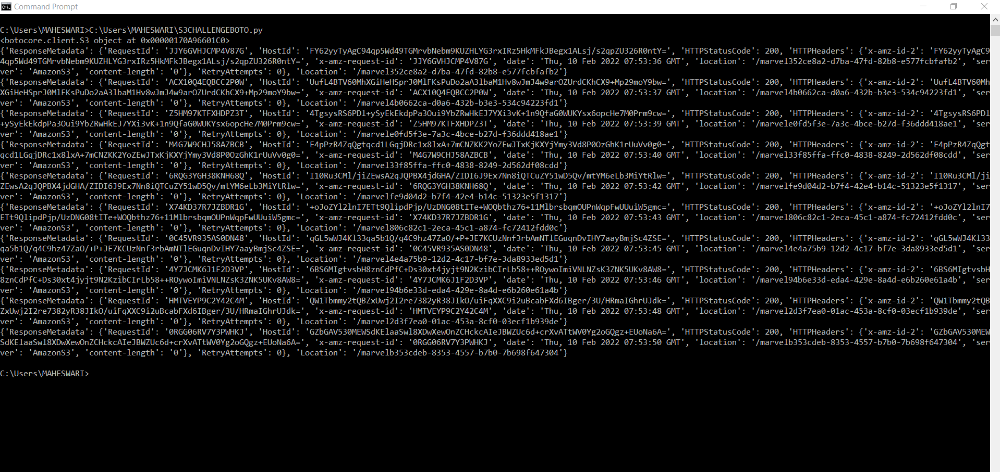 Command Prompt
C:\Users\MAHESWARI>C:\Users\MAHESWARI\S3CHALLENGEBOTO.py
<botocore.client.S3 object at 0x00000170A96601C0>
{'ResponseMetadata': {'RequestId': 'JJY6GVHJCMP4V87G', 'HostId': 'FY62yyTyAgC94qp5Wd49TGMrvbNebm9KUZHLYG3rxIRz5HkMFkJBegx1ALsj/s2qpZU326R0ntY=', 'HTTPStatusCode': 200, 'HTTPHeaders': {'x-amz-id-2': 'FY62yyTyAgC9
4qp5Wd49TGMrvbNebm9KUZHLYG3rxIRz5HkMFkJBegx1ALsj/s2qpZU326R0ntY=', 'x-amz-request-id': 'JJY6GVHJCMP4V87G', 'date': 'Thu, 10 Feb 2022 07:53:36 GMT', 'location': '/marvel352ce8a2-d7ba-47fd-82b8-e577fcbfafb2', 'ser
ver': 'AmazonS3', 'content-length': '0'}, 'RetryAttempts': 0}, 'Location': '/marvel352ce8a2-d7ba-47fd-82b8-e577fcbfafb2'}
{'ResponseMetadata': {'RequestId': 'ACX10Q4EQBCC2P0W', 'HostId': 'UufL4BTV60MhXGiHeHSprJ0MlFKsPuDo2aA3lbaM1Hv8wJmJ4w9arOZUrdCKhCX9+Mp29moY9bw=', 'HTTPStatusCode': 200, 'HTTPHeaders': {'x-amz-id-2': 'UufL4BTV60Mh
XGiHeHSprJ0MlFKsPuDo2aA3lbaM1Hv8wJmJ4w9arOZUrdCKhCX9+Mp29moY9bw=', 'x-amz-request-id': 'ACX10Q4EQBCC2P0W', 'date': 'Thu, 10 Feb 2022 07:53:37 GMT', 'location': '/marvel4b0662ca-d0a6-432b-b3e3-534c94223fd1', 'ser
ver': 'AmazonS3', 'content-length': '0'}, 'RetryAttempts': 0}, 'Location': '/marvel4b0662ca-d0a6-432b-b3e3-534c94223fd1'}
{'ResponseMetadata': {'RequestId': 'Z5HM97KTFXHDPZ3T', 'HostId': '4TgsysRS6PDl+ySyEkEkdpPa3Oui9YbZRwHkEJ7YXi3vK+1n9QfaG0WUKYsx6opcHe7M0Prm9cw=', 'HTTPStatusCode': 200, 'HTTPHeaders': {'x-amz-id-2': '4TgsysRS6PDl
+ySyEkEkdpPa3Oui9YbZRwHkEJ7YXi3vK+1n9QfaG0WUKYsx6opcHe7M0Prm9cw=', 'x-amz-request-id': 'Z5HM97KTFXHDPZ3T', 'date': 'Thu, 10 Feb 2022 07:53:39 GMT', 'location': '/marvele0fd5f3e-7a3c-4bce-b27d-f36ddd418ae1', 'ser
ver': 'AmazonS3', 'content-length': '0'}, 'RetryAttempts': 0}, 'Location': '/marvele0fd5f3e-7a3c-4bce-b27d-f36ddd418ae1'}
{'ResponseMetadata': {'RequestId': 'M4G7W9CHJ58AZBCB', 'HostId': 'E4pPzR4ZqQgtqcd1LGqjDRc1x8lxA+7mCNZKK2YoZEwJTxKjKXYjYmy3Vd8P0OzGhK1rUuVv0g0=', 'HTTPStatusCode': 200, 'HTTPHeaders': {'x-amz-id-2': 'E4pPzR4ZqQgt
qcd1LGqjDRc1x8lxA+7mCNZKK2YoZEwJTxKjKXYjYmy3Vd8P0OzGhK1rUuVv0g0=', 'x-amz-request-id': 'M4G7W9CHJ58AZBCB', 'date': 'Thu, 10 Feb 2022 07:53:40 GMT', 'location': '/marvel33f85ffa-ffc0-4838-8249-2d562df08cdd', 'ser
ver': 'AmazonS3', 'content-length': '0'}, 'RetryAttempts': 0}, 'Location': '/marvel33f85ffa-ffc0-4838-8249-2d562df08cdd'}
{'ResponseMetadata': {'RequestId': '6RQG3YGH38KNH68Q', 'HostId': 'I10Ru3CMl/jiZEwsA2qJQPBX4jdGHA/ZIDI6J9Ex7Nn8iQTCuZY51wD5Qv/mtYM6eLb3MiYtRlw=', 'HTTPStatusCode': 200, 'HTTPHeaders': {'x-amz-id-2': 'I10Ru3CMl/ji
ZEwsA2qJQPBX4jdGHA/ZIDI6J9Ex7Nn8iQTCuZY51wD5Qv/mtYM6eLb3MiYtRlw=', 'x-amz-request-id': '6RQG3YGH38KNH68Q', 'date': 'Thu, 10 Feb 2022 07:53:42 GMT', 'location': '/marvelfe9d04d2-b7f4-42e4-b14c-51323e5f1317', 'ser
ver': 'AmazonS3', 'content-length': '0'}, 'RetryAttempts': 0}, 'Location': '/marvelfe9d04d2-b7f4-42e4-b14c-51323e5f1317'}
{'ResponseMetadata': {'RequestId': 'X74KD37R7JZBDR1G', 'HostId': '+oJoZYl2lnI7ETt9QlipdPjp/UzDNG08tITe+WOQbthz76+11MlbrsbqmOUPnWqpFwUUuiW5gmc=', 'HTTPStatusCode': 200, 'HTTPHeaders': {'x-amz-id-2': '+oJoZYl2lnI7
ETt9QlipdPjp/UzDNG08tITe+WOQbthz76+11MlbrsbqmOUPnWqpFwUUuiW5gmc=', 'x-amz-request-id': 'X74KD37R7JZBDR1G', 'date': 'Thu, 10 Feb 2022 07:53:43 GMT', 'location': '/marvel806c82c1-2eca-45c1-a874-fc72412fdd0c', 'ser
ver': 'AmazonS3', 'content-length': '0'}, 'RetryAttempts': 0}, 'Location': '/marvel806c82c1-2eca-45c1-a874-fc72412fdd0c'}
{'ResponseMetadata': {'RequestId': '0C45VR935AS0DN48', 'HostId': 'qGL5wWJ4Kl33qa5b1Q/q4C9hz47ZaO/+P+JE7KCUzNnf3rbAmNTlEGuqnDvIHY7aayBmjSc4ZSE=', 'HTTPStatusCode': 200, 'HTTPHeaders': {'x-amz-id-2': 'qGL5wWJ4Kl33
qa5b1Q/q4C9hz47ZaO/+P+JE7KCUzNnf3rbAmNTlEGuqnDvIHY7aayBmjSc4ZSE=', 'x-amz-request-id': '0C45VR935AS0DN48', 'date': 'Thu, 10 Feb 2022 07:53:45 GMT', 'location': '/marvel4e4a75b9-12d2-4c17-bf7e-3da8933ed5d1', 'ser
ver': 'AmazonS3', 'content-length': '0'}, 'RetryAttempts': 0}, 'Location': '/marvel4e4a75b9-12d2-4c17-bf7e-3da8933ed5d1'}
{'ResponseMetadata': {'RequestId': '4Y7JCMK6J1F2D3VP', 'HostId': '6BS6MIgtvsbH8znCdPfC+Ds30xt4jyjt9N2KzibCIrLb58++ROywoImiVNLNZsK3ZNK5UKv8AW8=', 'HTTPStatusCode': 200, 'HTTPHeaders': {'x-amz-id-2': '6BS6MIgtvsbH
8znCdPfC+Ds30xt4jyjt9N2KzibCIrLb58++ROywoImiVNLNZsK3ZNK5UKv8AW8=', 'x-amz-request-id': '4Y7JCMK6J1F2D3VP', 'date': 'Thu, 10 Feb 2022 07:53:46 GMT', 'location': '/marvel94b6e33d-eda4-429e-8a4d-e6b260e61a4b', 'ser
ver': 'AmazonS3', 'content-length': '0'}, 'RetryAttempts': 0}, 'Location': '/marvel94b6e33d-eda4-429e-8a4d-e6b260e61a4b'}
{'ResponseMetadata': {'RequestId': 'HMTVEYP9C2Y42C4M', 'HostId': 'QW1Tbmmy2tQBZxUwj2I2re7382yR38JIkO/uiFqXXC9i2uBcabFXd6IBger/3U/HRmaIGhrUJdk=', 'HTTPStatusCode': 200, 'HTTPHeaders': {'x-amz-id-2': 'QW1Tbmmy2tQB
ZxUwj2I2re7382yR38JIkO/uiFqXXC9i2uBcabFXd6IBger/3U/HRmaIGhrUJdk=', 'x-amz-request-id': 'HMTVEYP9C2Y42C4M', 'date': 'Thu, 10 Feb 2022 07:53:48 GMT', 'location': '/marvel2d3f7ea0-01ac-453a-8cf0-03ecf1b939de', 'ser
ver': 'AmazonS3', 'content-length': '0'}, 'RetryAttempts': 0}, 'Location': '/marvel2d3f7ea0-01ac-453a-8cf0-03ecf1b939de'}
{'ResponseMetadata': {'RequestId': '0RGG06RV7Y3PWHKJ', 'HostId': 'GZbGAV530MEWSdKElaaSwl8XDwXewOnZCHckcAIeJBWZUc6d+crXvATtWV0Yg2oGQgz+EUoNa6A=', 'HTTPStatusCode': 200, 'HTTPHeaders': {'x-amz-id-2': 'GZbGAV530MEW
SdKElaaSwl8XDwXewOnZCHckcAIeJBWZUc6d+crXvATtWV0Yg2oGQgz+EUoNa6A=', 'x-amz-request-id': '0RGG06RV7Y3PWHKJ', 'date': 'Thu, 10 Feb 2022 07:53:50 GMT', 'location': '/marvelb353cdeb-8353-4557-b7b0-7b698f647304', 'ser
ver': 'AmazonS3', 'content-length': '0'}, 'RetryAttempts': 0}, 'Location': '/marvelb353cdeb-8353-4557-b7b0-7b698f647304'}
C:\Users\MAHESWARI>